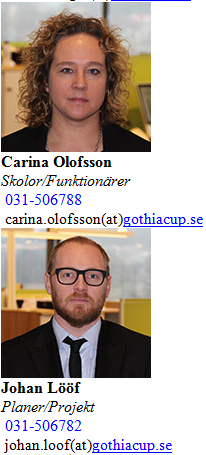 Carina Olofsson
Skolor/Funktionärer
031-506788
carina.olofsson(at)gothiacup.se
Johan Lööf
Planer/Projekt
031-506782
johan.loof(at)gothiacup.se